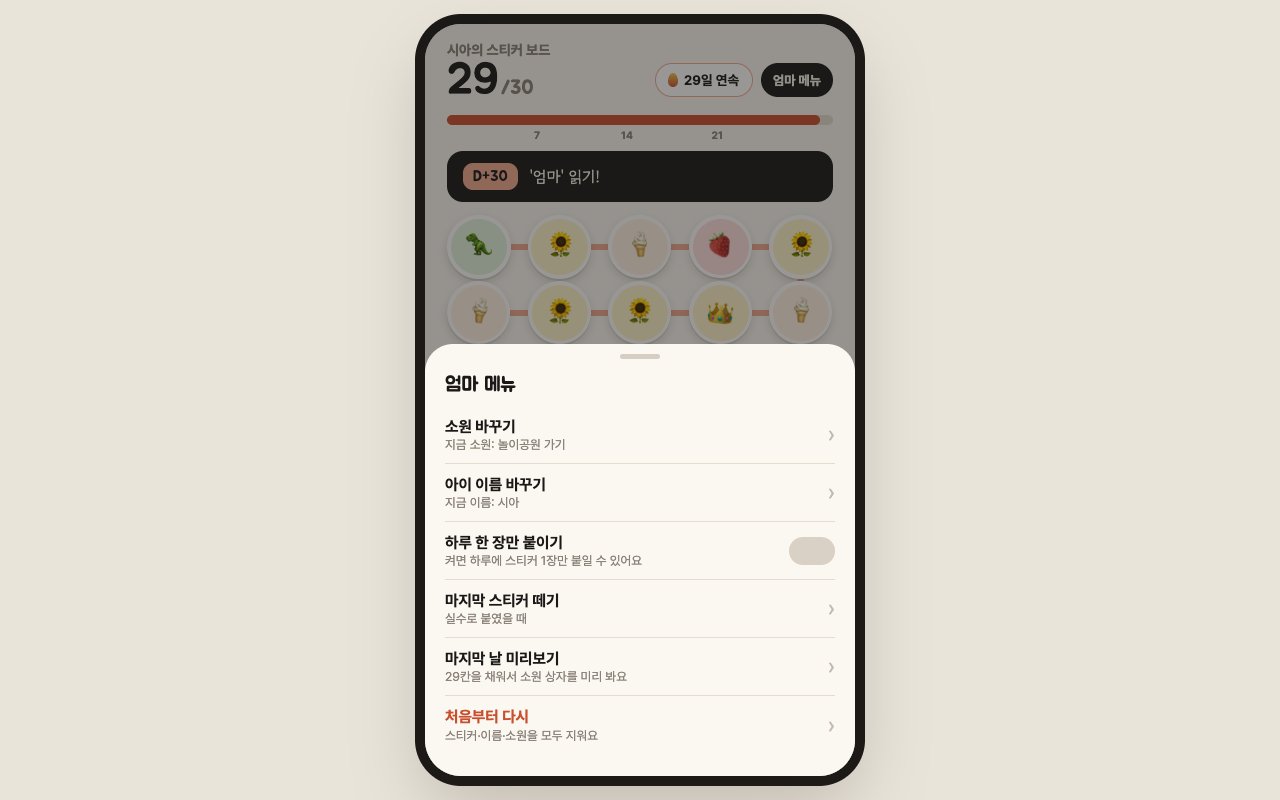 시아의 스티커 보드
29/30
29일 연속
엄마 메뉴
7 14 21
D+30 '엄마' 읽기!
엄마 메뉴
소원 바꾸기
지금 소원: 놀이공원 가기
아이 이름 바꾸기
지금 이름: 시아
하루 한 장만 붙이기
켜면 하루에 스티커 1장만 붙일 수 있어요
마지막 스티커 떼기
실수로 붙였을 때
마지막 날 미리보기
29칸을 채워서 소원 상자를 미리 봐요
처음부터 다시
스티커·이름·소원을 모두 지워요